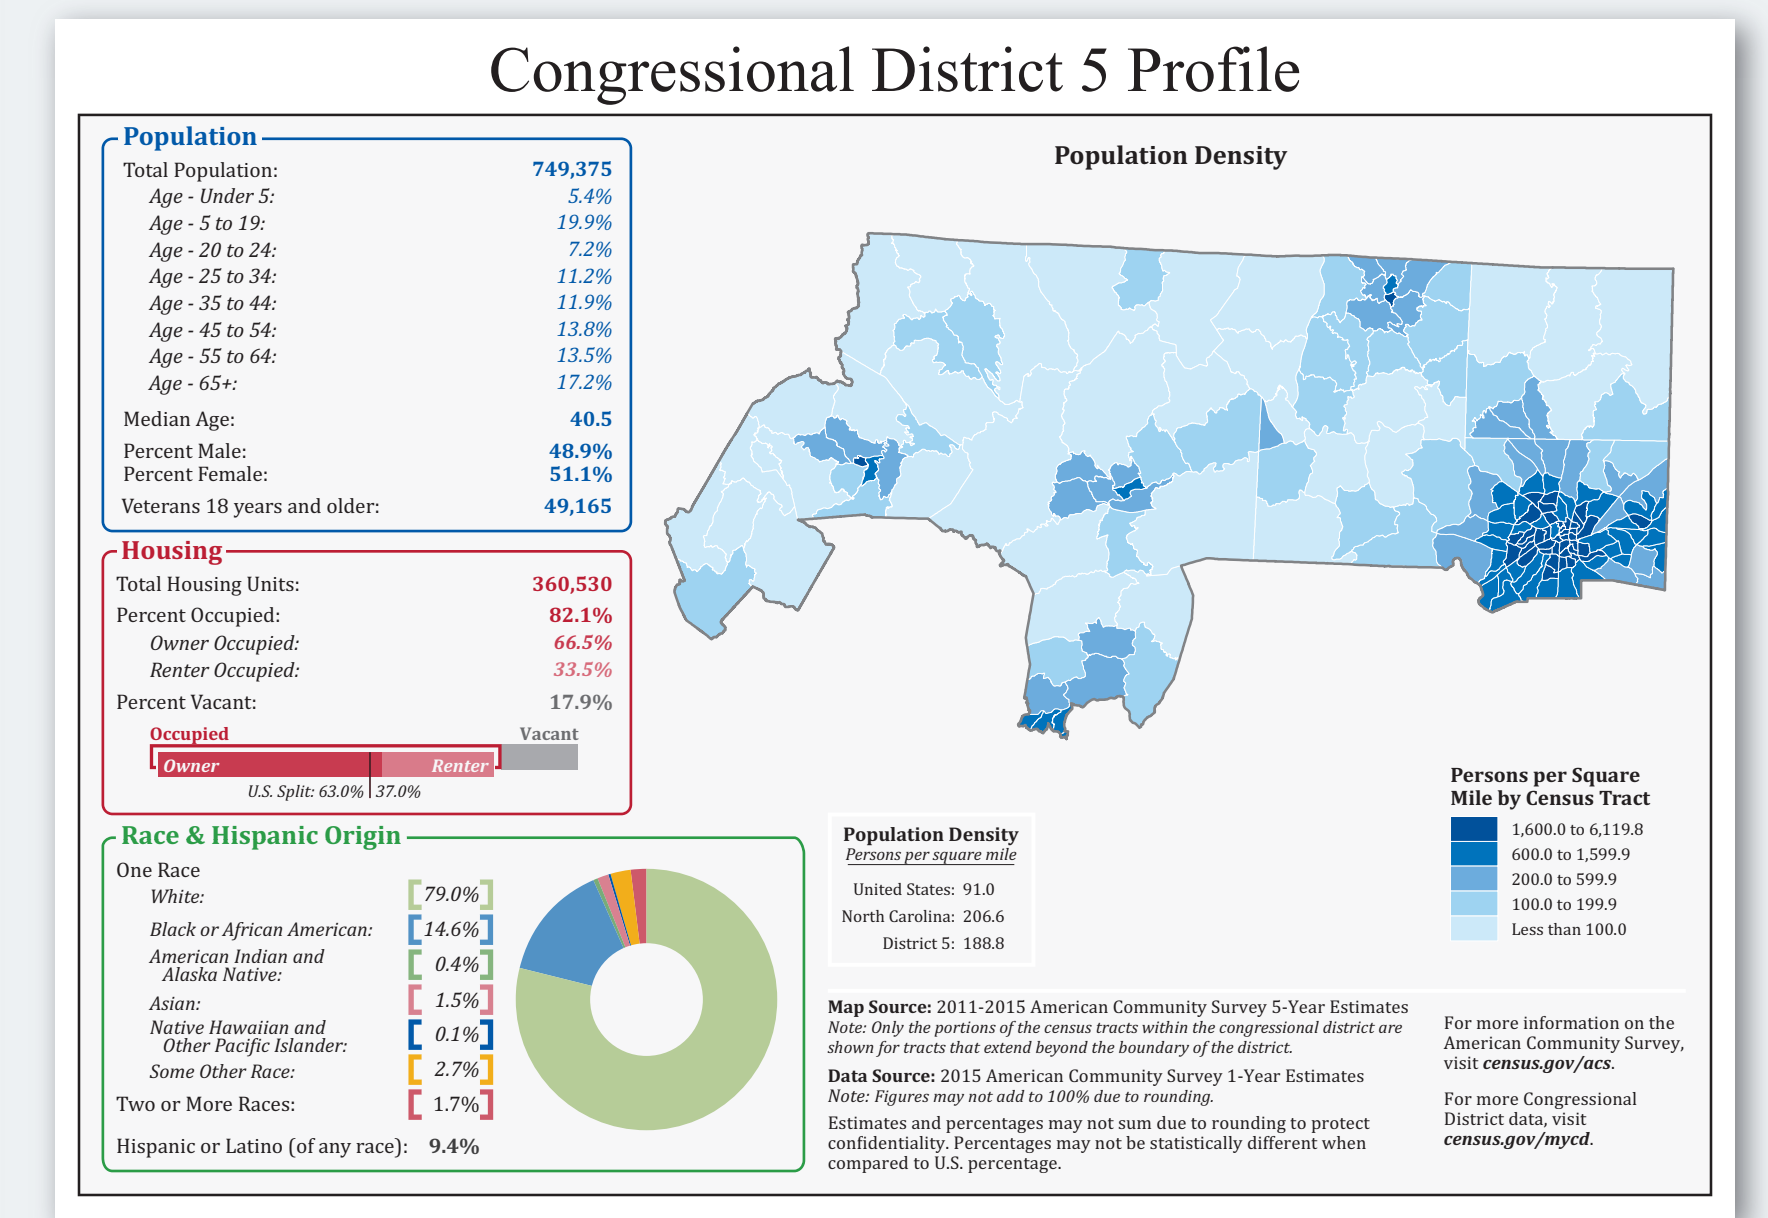 Congressional District 5 Profile
Population
Total Population: 749,375
Age - Under 5: 5.4%
Age - 5 to 19: 19.9%
Age - 20 to 24: 7.2%
Age - 25 to 34: 11.2%
Age - 35 to 44: 11.9%
Age - 45 to 54: 13.8%
Age - 55 to 64: 13.5%
Age - 65+: 17.2%
Median Age: 40.5
Percent Male: 48.9%
Percent Female: 51.1%
Veterans 18 years and older: 49,165
Housing
Total Housing Units: 360,530
Percent Occupied: 82.1%
Owner Occupied: 66.5%
Renter Occupied: 33.5%
Percent Vacant: 17.9%
Occupied Vacant
Owner Renter
U.S. Split: 63.0% 37.0%
Race & Hispanic Origin
One Race
White: 79.0%
Black or African American: 14.6%
American Indian and
Alaska Native: 0.4%
Asian: 1.5%
Native Hawaiian and
Other Pacific Islander: 0.1%
Some Other Race: 2.7%
Two or More Races: 1.7%
Hispanic or Latino (of any race): 9.4%
Population Density
Persons per Square
Mile by Census Tract
1,600.0 to 6,119.8
600.0 to 1,599.9
200.0 to 599.9
100.0 to 199.9
Less than 100.0
Population Density
Persons per square mile
United States: 91.0
North Carolina: 206.6
District 5: 188.8
Map Source: 2011-2015 American Community Survey 5-Year Estimates
Note: Only the portions of the census tracts within the congressional district are
shown for tracts that extend beyond the boundary of the district.
Data Source: 2015 American Community Survey 1-Year Estimates
Note: Figures may not add to 100% due to rounding.
Estimates and percentages may not sum due to rounding to protect
confidentiality. Percentages may not be statistically different when
compared to U.S. percentage.
For more information on the
American Community Survey,
visit census.gov/acs.
For more Congressional
District data, visit
census.gov/mycd.